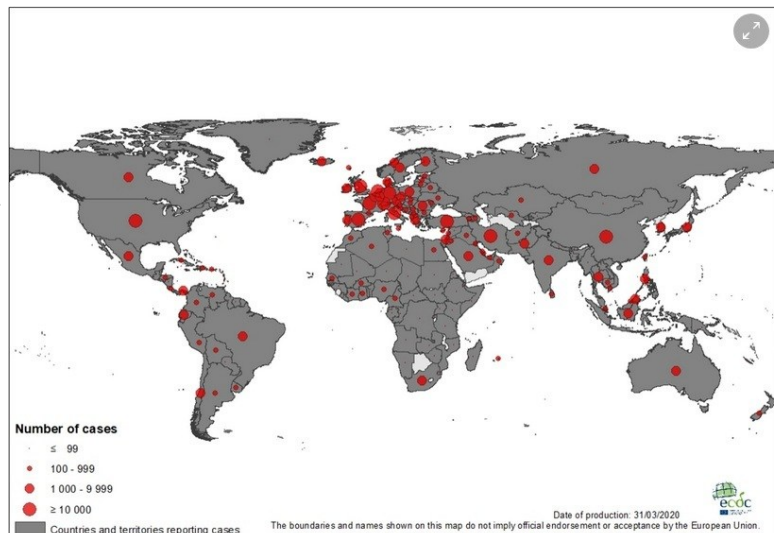 Number of cases
≤ 99
100 - 999
1 000 - 9 999
≥ 10 000
Countries and territories reporting cases
ecdc
Date of production: 31/03/2020
The boundaries and names shown on this map do not imply official endorsement or acceptance by the European Union.